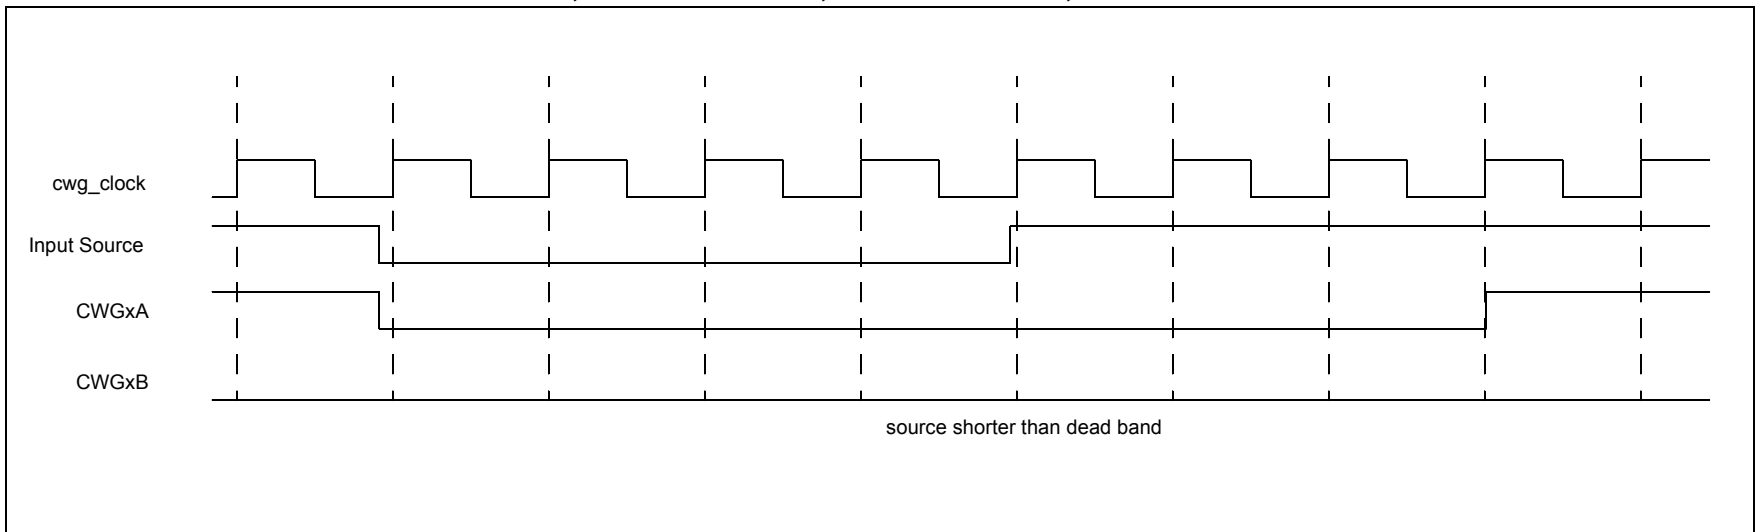 cwg_clock
Input Source
CWGxA
CWGxB
source shorter than dead band